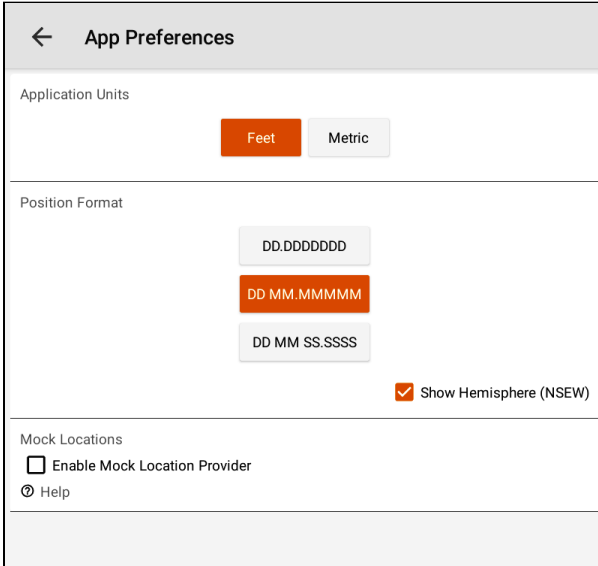 App Preferences
Application Units
Feet Metric
Position Format
DD.DDDDDDD
DD MM.MMMMM
DD MM SS.SSSS
Show Hemisphere (NSEW)
Mock Locations
Enable Mock Location Provider
Help